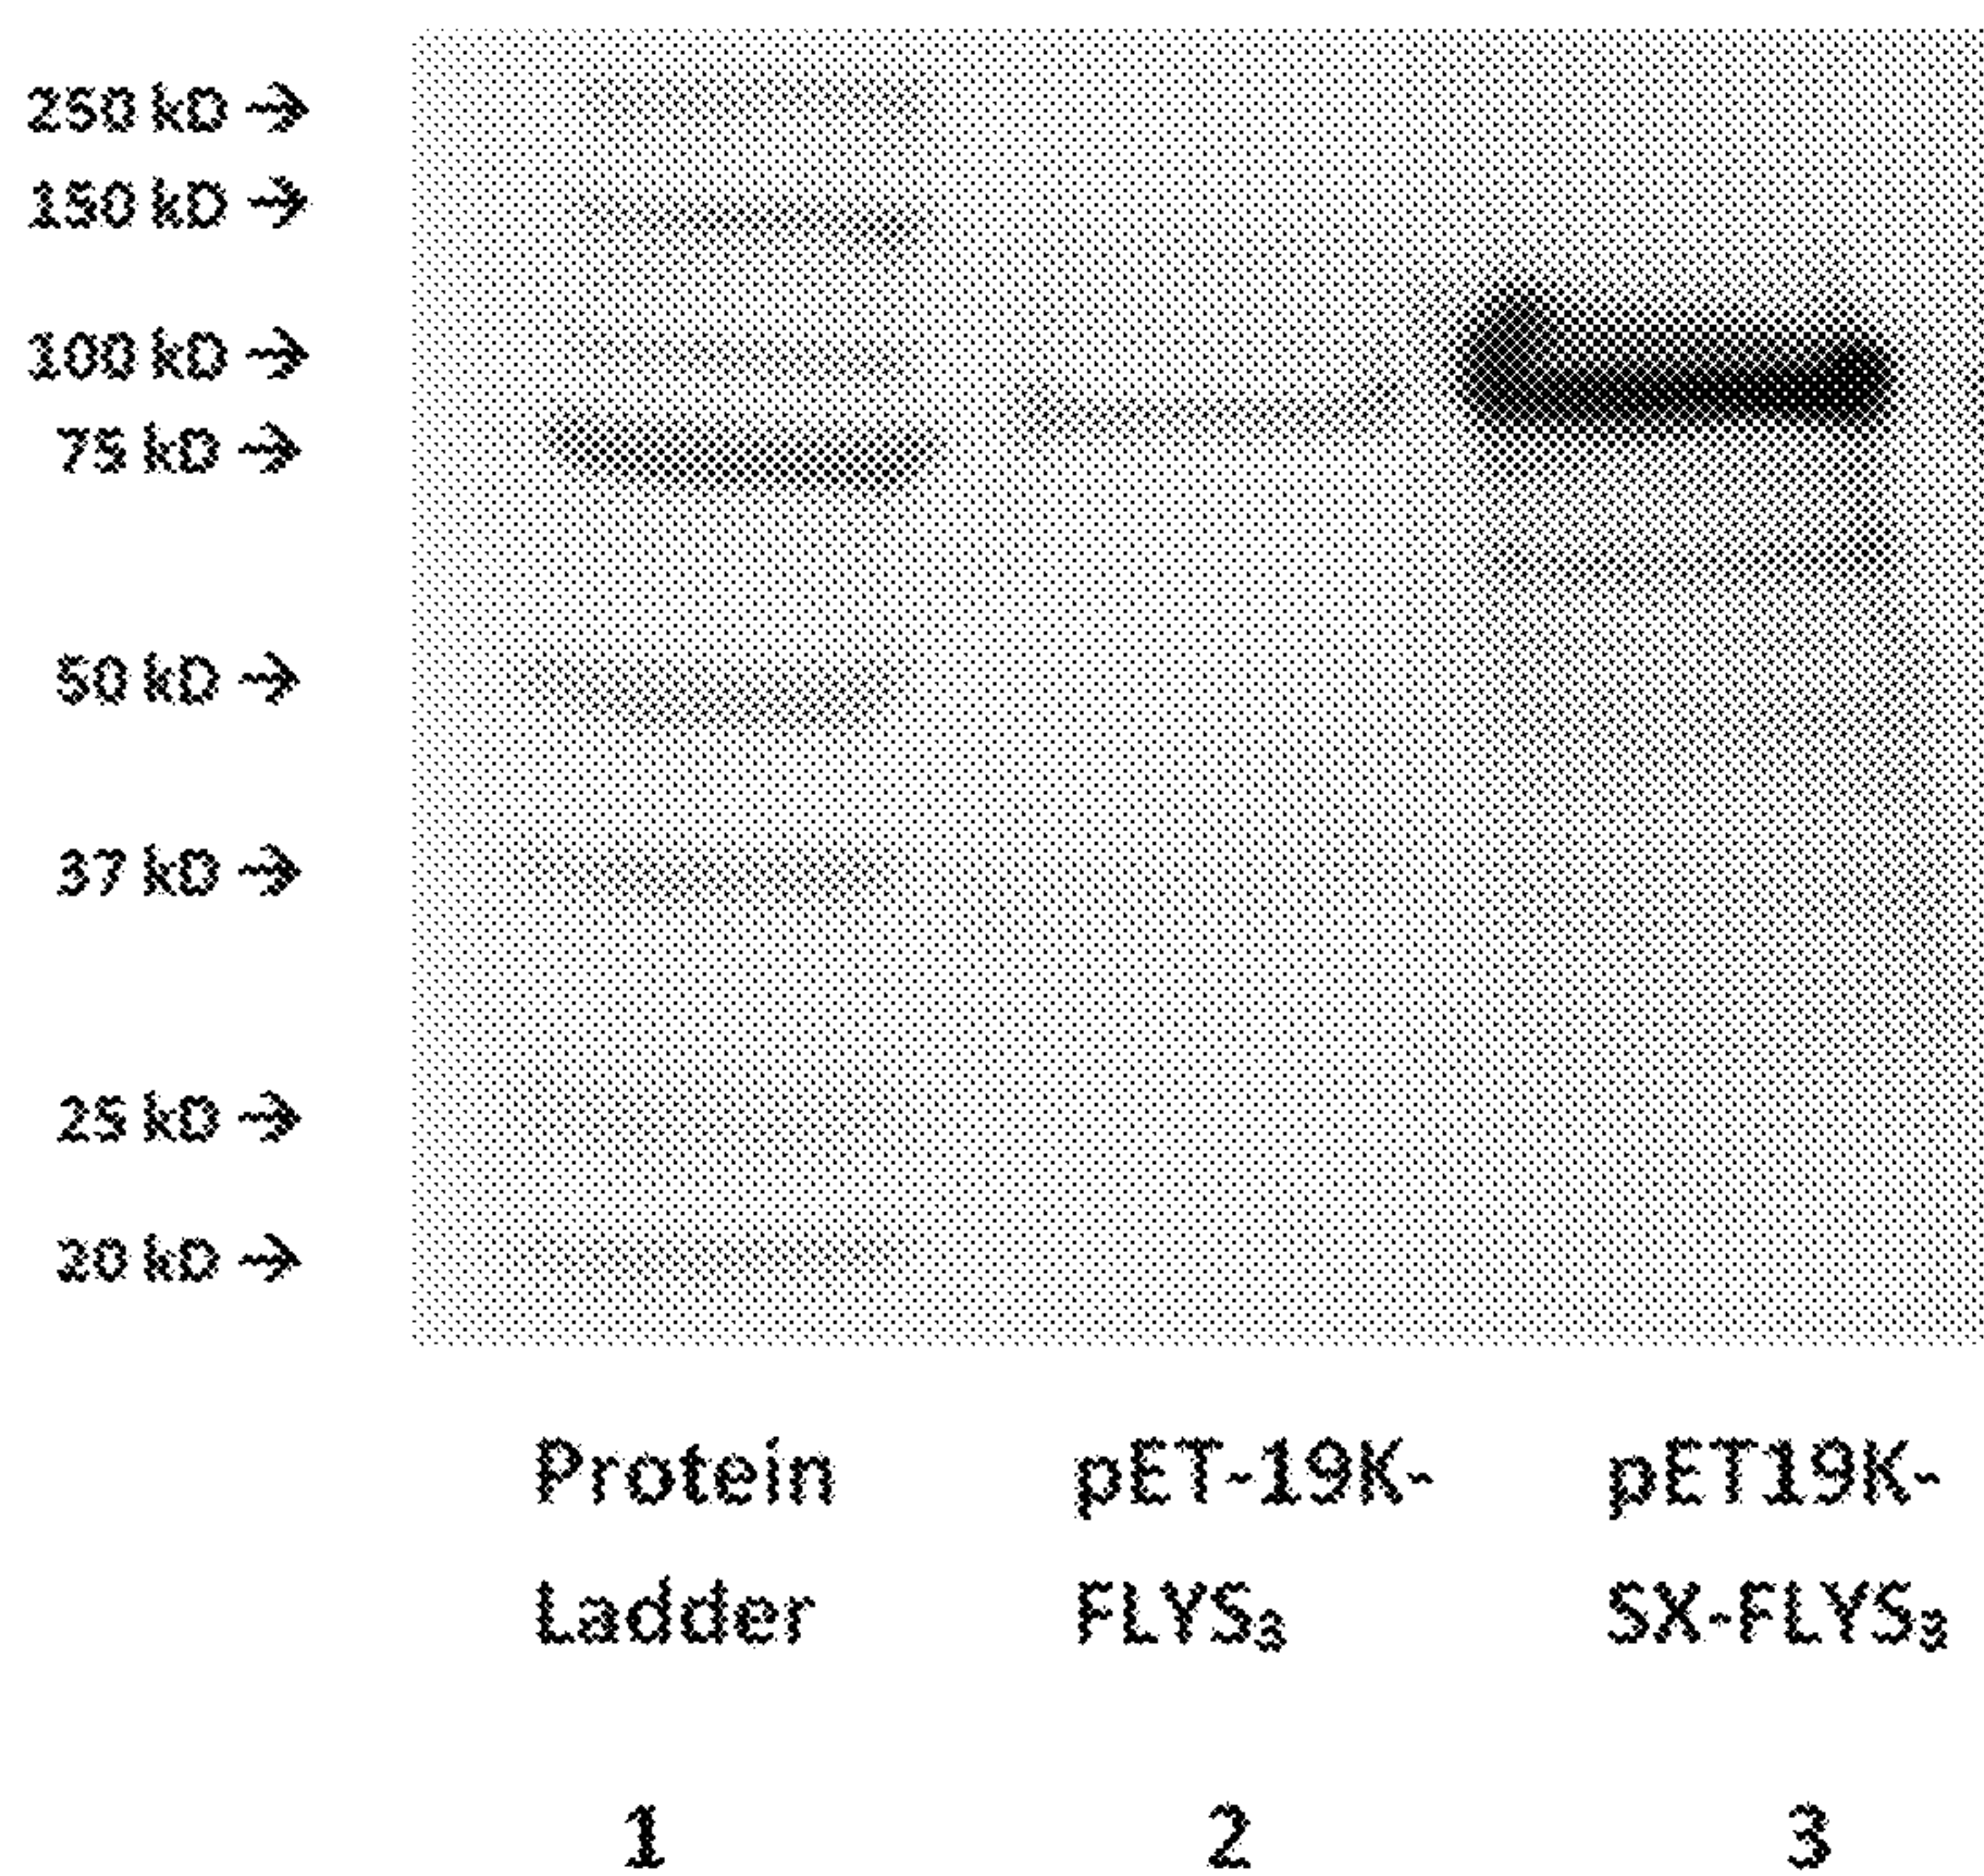 250 kD →
150 kD →
100 kD →
75 kD →
50 kD →
37 kD →
25 kD →
20 kD →
Protein pET-19K- pET19K-
Ladder FLYS₃ SX-FLYS₃
1 2 3